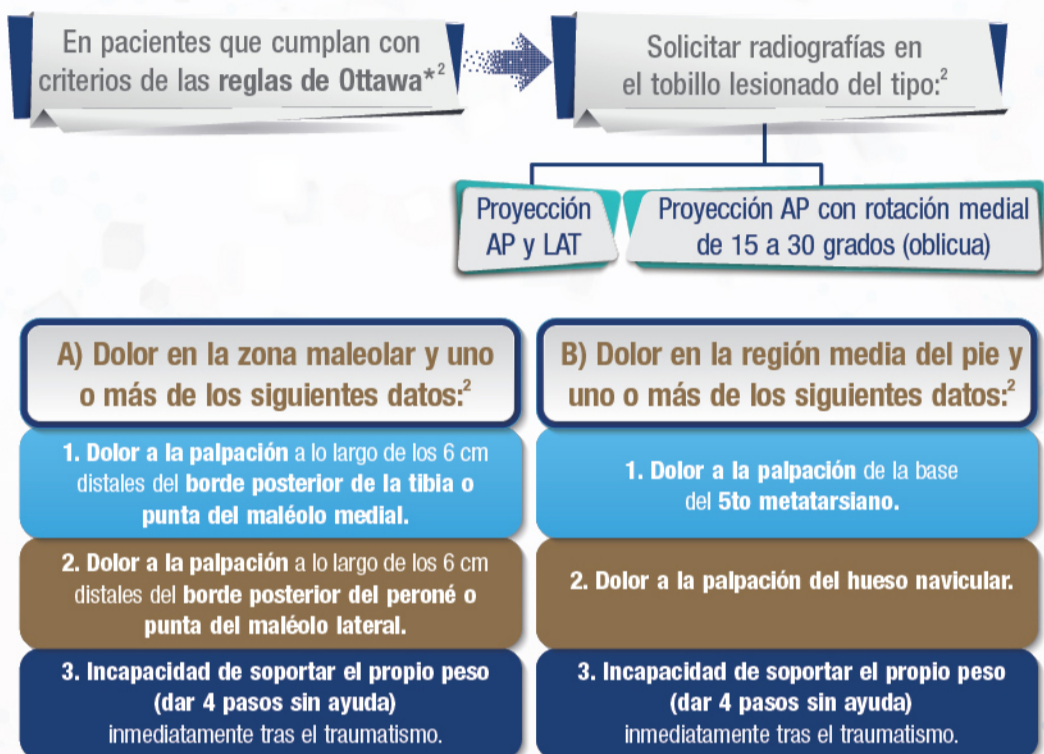 En pacientes que cumplan con
criterios de las reglas de Ottawa*²
Solicitar radiografías en
el tobillo lesionado del tipo:²
Proyección
AP y LAT
Proyección AP con rotación medial
de 15 a 30 grados (oblicua)
A) Dolor en la zona maleolar y uno
o más de los siguientes datos:²
1. Dolor a la palpación a lo largo de los 6 cm
distales del borde posterior de la tibia o
punta del maléolo medial.
2. Dolor a la palpación a lo largo de los 6 cm
distales del borde posterior del peroné o
punta del maléolo lateral.
3. Incapacidad de soportar el propio peso
(dar 4 pasos sin ayuda)
inmediatamente tras el traumatismo.
B) Dolor en la región media del pie y
uno o más de los siguientes datos:²
1. Dolor a la palpación de la base
del 5to metatarsiano.
2. Dolor a la palpación del hueso navicular.
3. Incapacidad de soportar el propio peso
(dar 4 pasos sin ayuda)
inmediatamente tras el traumatismo.